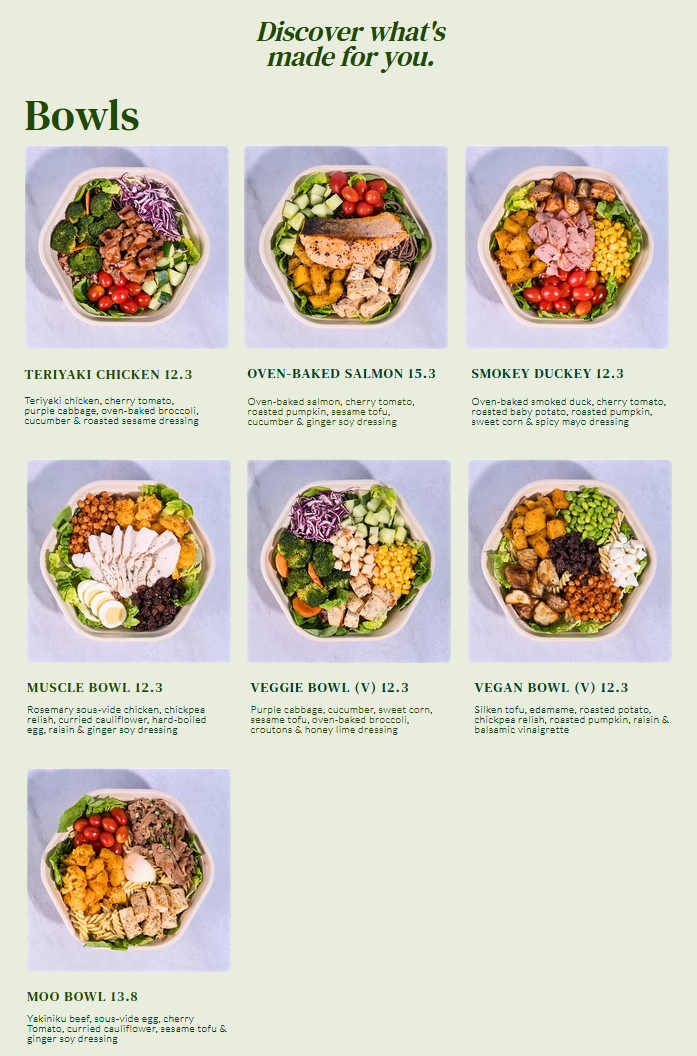 Discover what's
made for you.
Bowls
TERIYAKI CHICKEN 12.3
Teriyaki chicken, cherry tomato,
purple cabbage, oven-baked broccoli,
cucumber & roasted sesame dressing
OVEN-BAKED SALMON 15.3
Oven-baked salmon, cherry tomato,
roasted pumpkin, sesame tofu,
cucumber & ginger soy dressing
SMOKEY DUCKEY 12.3
Oven-baked smoked duck, cherry tomato,
roasted baby potato, roasted pumpkin,
sweet corn & spicy mayo dressing
MUSCLE BOWL 12.3
Rosemary sous-vide chicken, chickpea
relish, curried cauliflower, hard-boiled
egg, raisin & ginger soy dressing
VEGGIE BOWL (V) 12.3
Purple cabbage, cucumber, sweet corn,
sesame tofu, oven-baked broccoli,
croutons & honey lime dressing
VEGAN BOWL (V) 12.3
Silken tofu, edamame, roasted potato,
chickpea relish, roasted pumpkin, raisin &
balsamic vinaigrette
MOO BOWL 13.8
Yakiniku beef, sous-vide egg, cherry
Tomato, curried cauliflower, sesame tofu &
ginger soy dressing